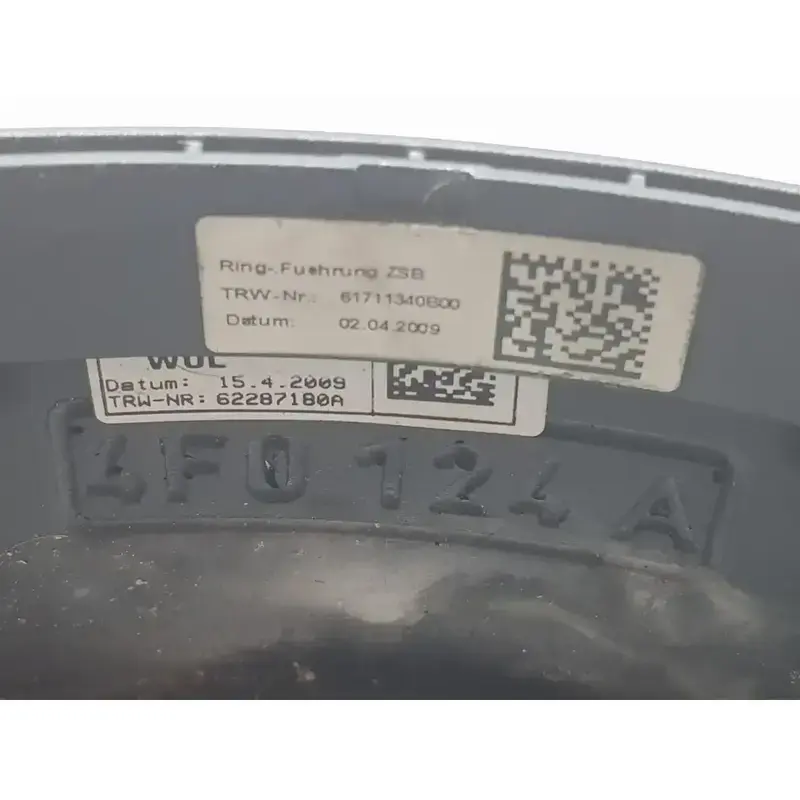 Ring-.Fuehrung ZSB
TRW-Nr.: 61711340B00
Datum: 02.04.2009
WUL
Datum: 15.4.2009
TRW-NR: 62287180A
4F0 124 A